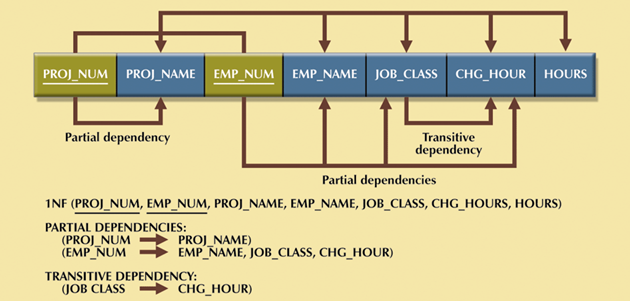 PROJ_NUM PROJ_NAME EMP_NUM EMP_NAME JOB_CLASS CHG_HOUR HOURS
Partial dependency
Transitive
dependency
Partial dependencies
1NF (PROJ_NUM, EMP_NUM, PROJ_NAME, EMP_NAME, JOB_CLASS, CHG_HOURS, HOURS)
PARTIAL DEPENDENCIES:
(PROJ_NUM PROJ_NAME)
(EMP_NUM EMP_NAME, JOB_CLASS, CHG_HOUR)
TRANSITIVE DEPENDENCY:
(JOB CLASS CHG_HOUR)